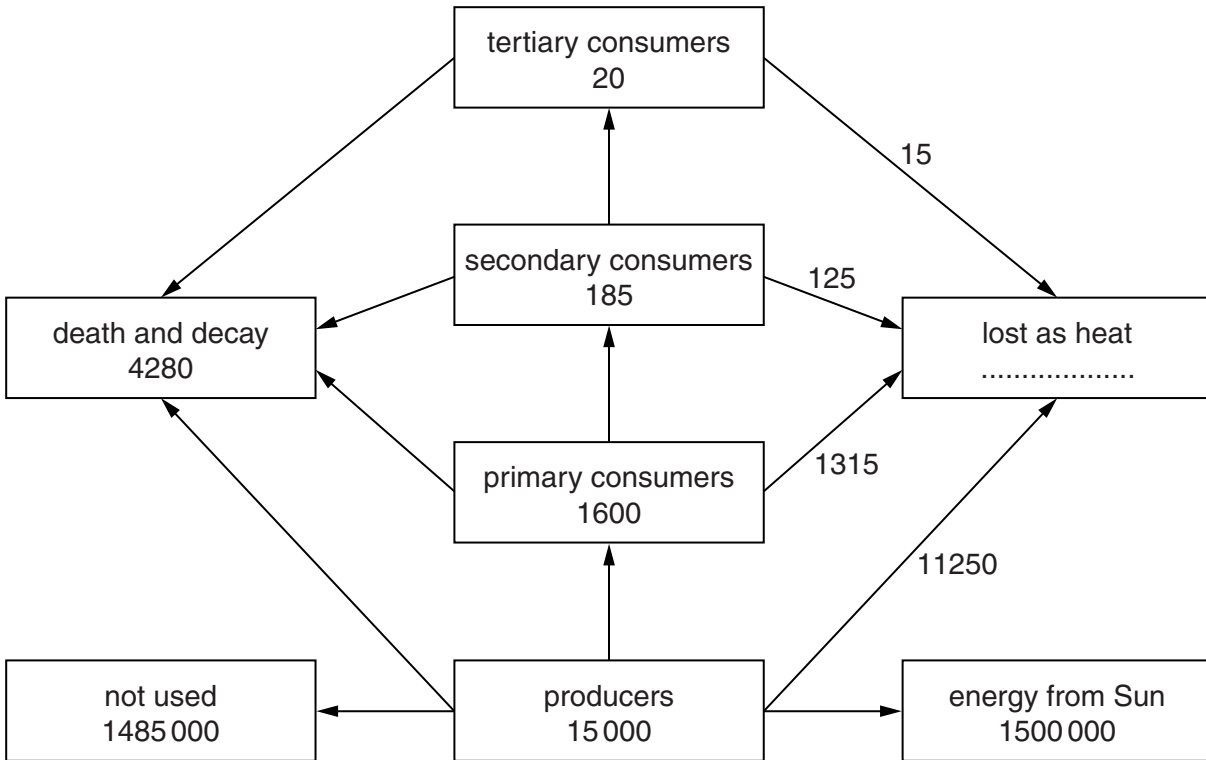 tertiary consumers
20
15
secondary consumers
185
125
death and decay
4280
lost as heat
...................
primary consumers
1600
1315
11250
not used
1485 000
producers
15 000
energy from Sun
1500 000